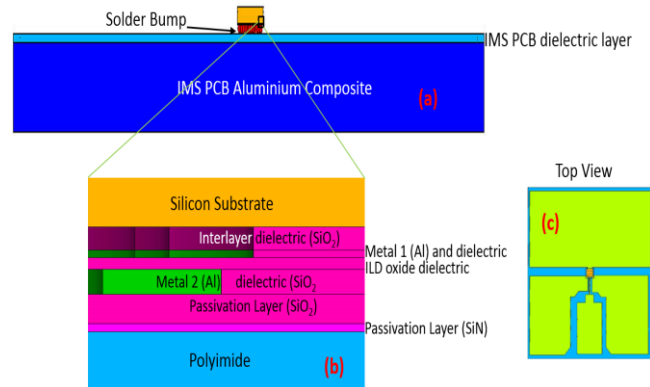 Solder Bump
IMS PCB dielectric layer
IMS PCB Aluminium Composite
(a)
Silicon Substrate
Interlayer dielectric (SiO2)
Metal 1 (Al) and dielectric
ILD oxide dielectric
Metal 2 (Al)
dielectric (SiO2
Passivation Layer (SiO2)
Passivation Layer (SiN)
Polyimide
(b)
Top View
(c)